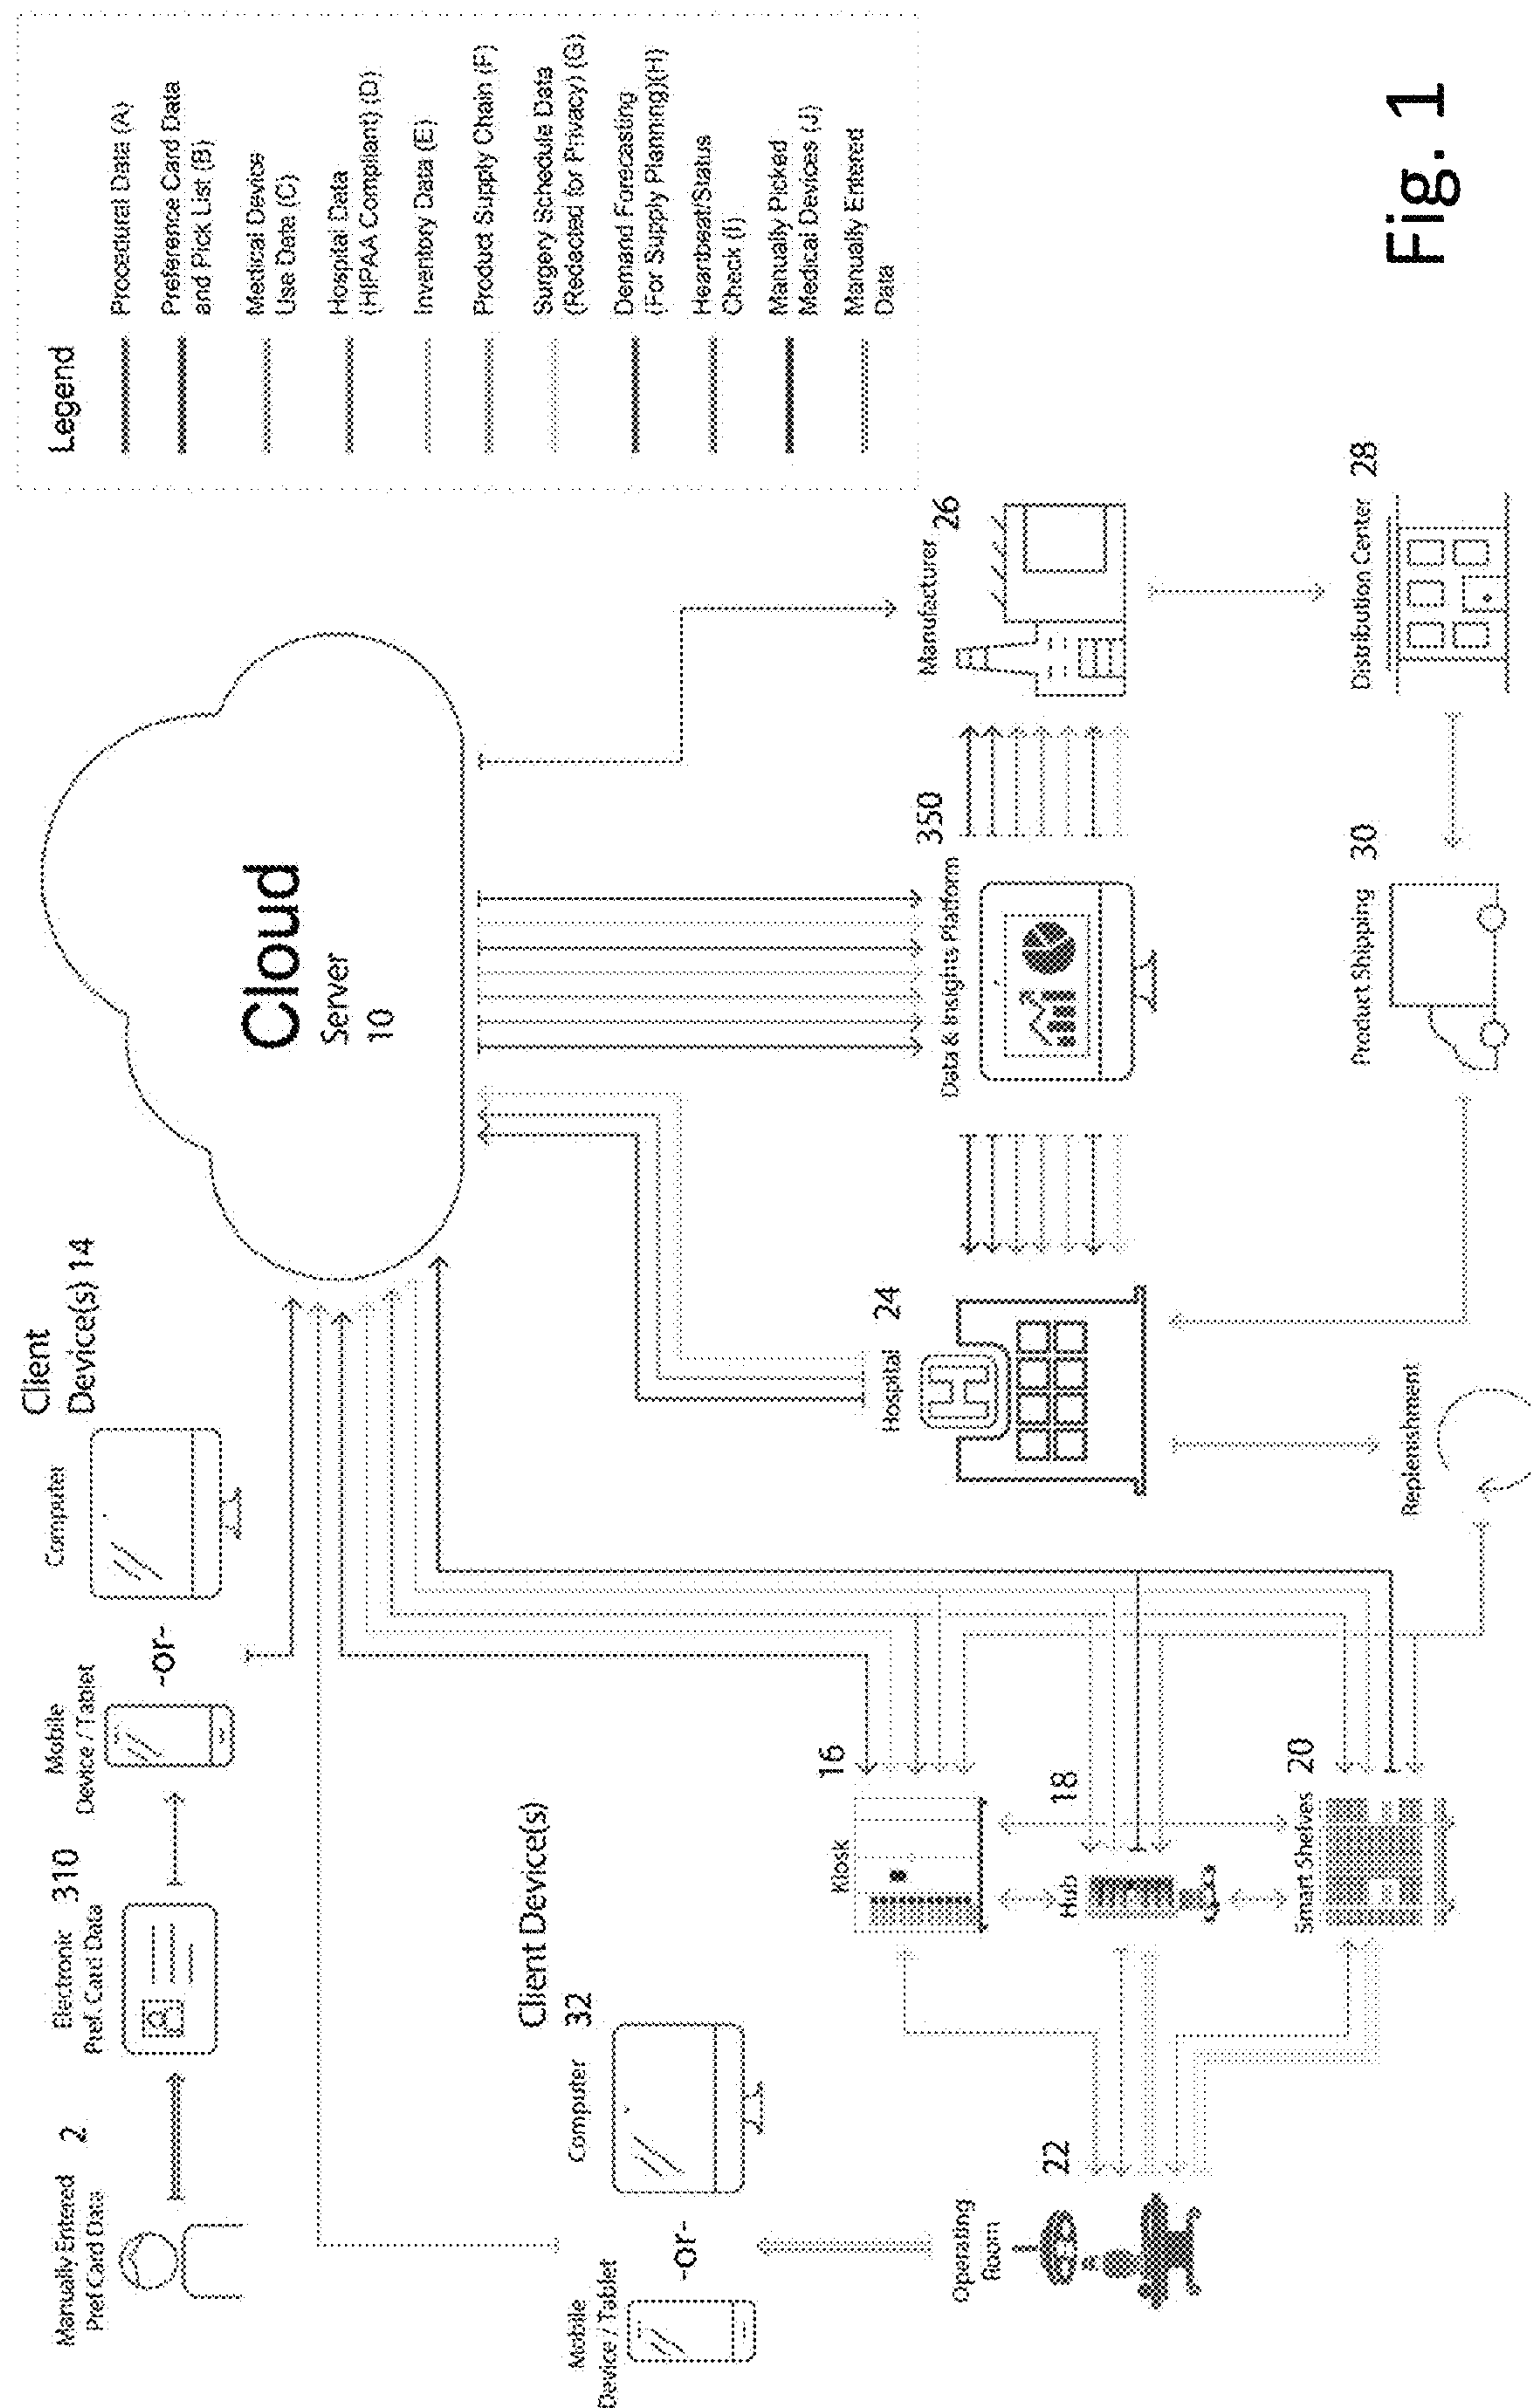 Manually Entered
Pref Card Data
2
Electronic
Pref. Card Data
310
Mobile
Device / Tablet
-or-
Computer
Client
Device(s) 14
Cloud
Server
10
Legend
Procedural Data (A)
Preference Card Data
and Pick List (B)
Medical Device
Use Data (C)
Hospital Data
(HIPAA Compliant) (D)
Inventory Data (E)
Product Supply Chain (F)
Surgery Schedule Data
(Redacted for Privacy) (G)
Demand Forecasting
(For Supply Planning)(H)
Heartbeat/Status
Check (I)
Manually Picked
Medical Devices (J)
Manually Entered
Data
Client Device(s)
32
Mobile
Device / Tablet
-or-
Computer
Operating
Room
22
Kiosk
16
Hub
18
Smart Shelves
20
Hospital
24
Data & Insights Platform
350
Manufacturer
26
Replenishment
Product Shipping
30
Distribution Center
28
Fig. 1